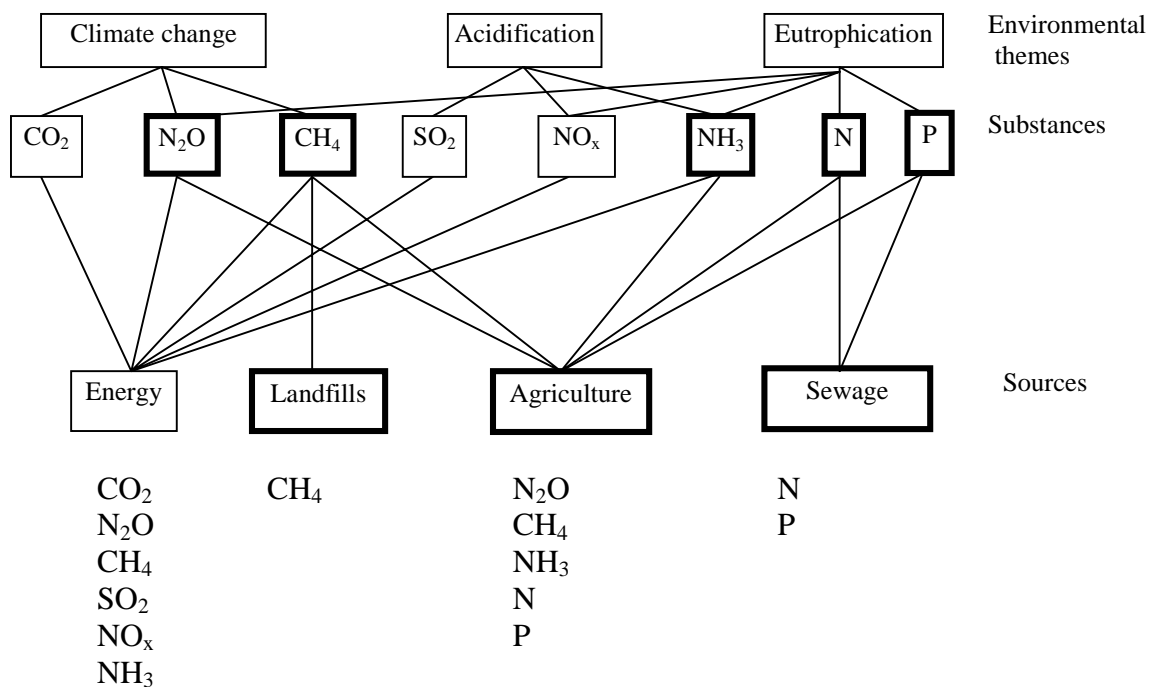 Climate change Acidification Eutrophication Environmental
themes
CO₂ N₂O CH₄ SO₂ NOₓ NH₃ N P Substances
Energy Landfills Agriculture Sewage Sources
CO₂ CH₄ N₂O N
N₂O CH₄ P
CH₄ NH₃
SO₂ N
NOₓ P
NH₃